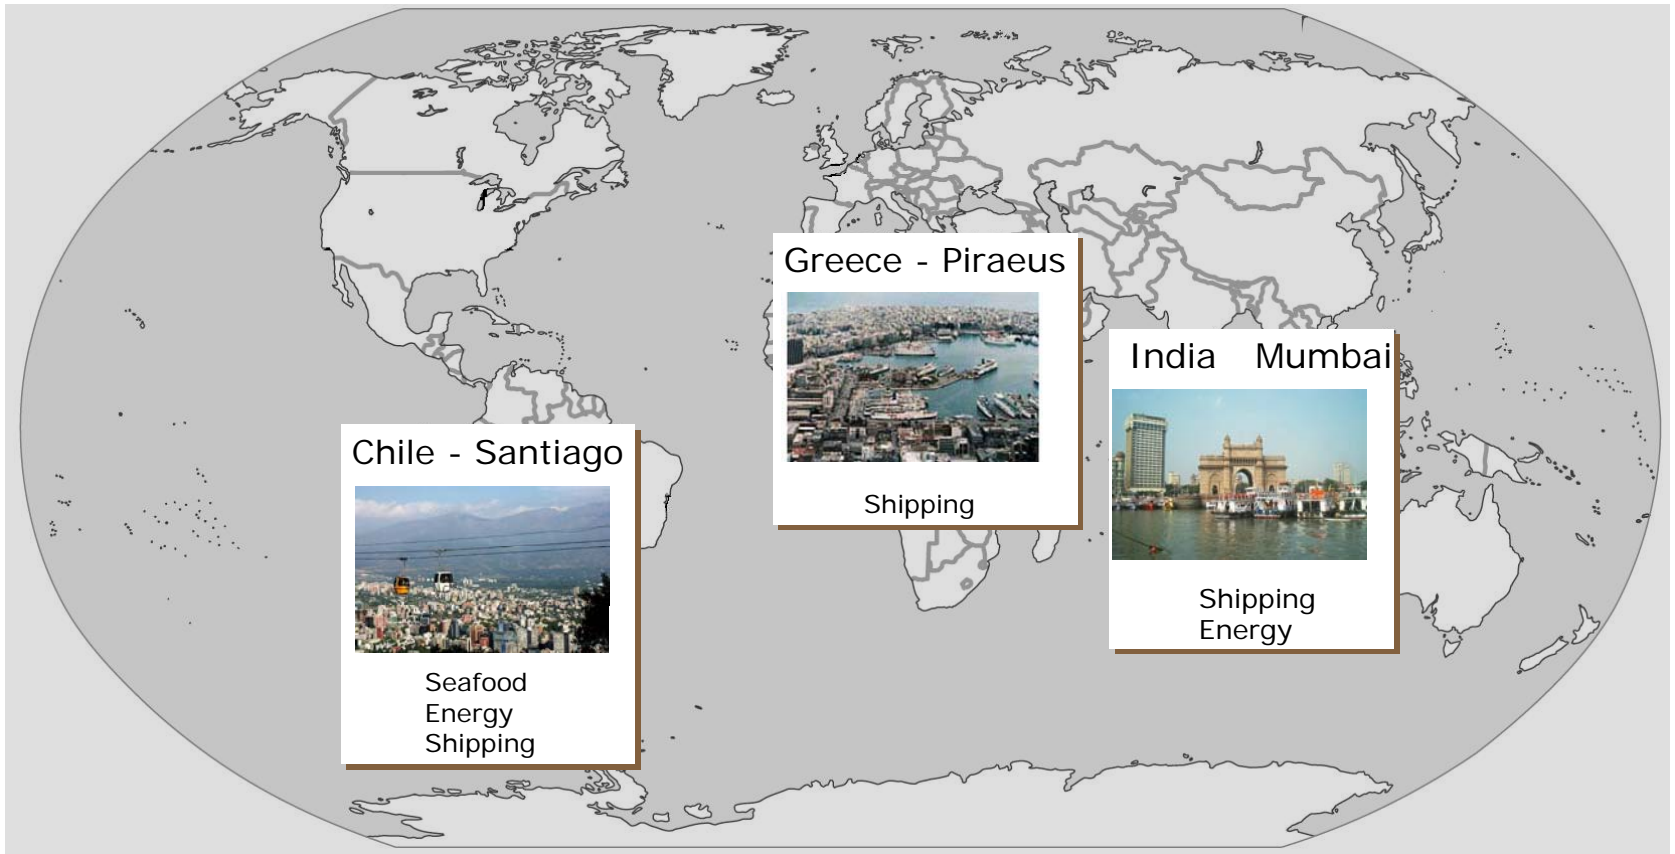 Greece - Piraeus
Shipping
India Mumbai
Shipping
Energy
Chile - Santiago
Seafood
Energy
Shipping